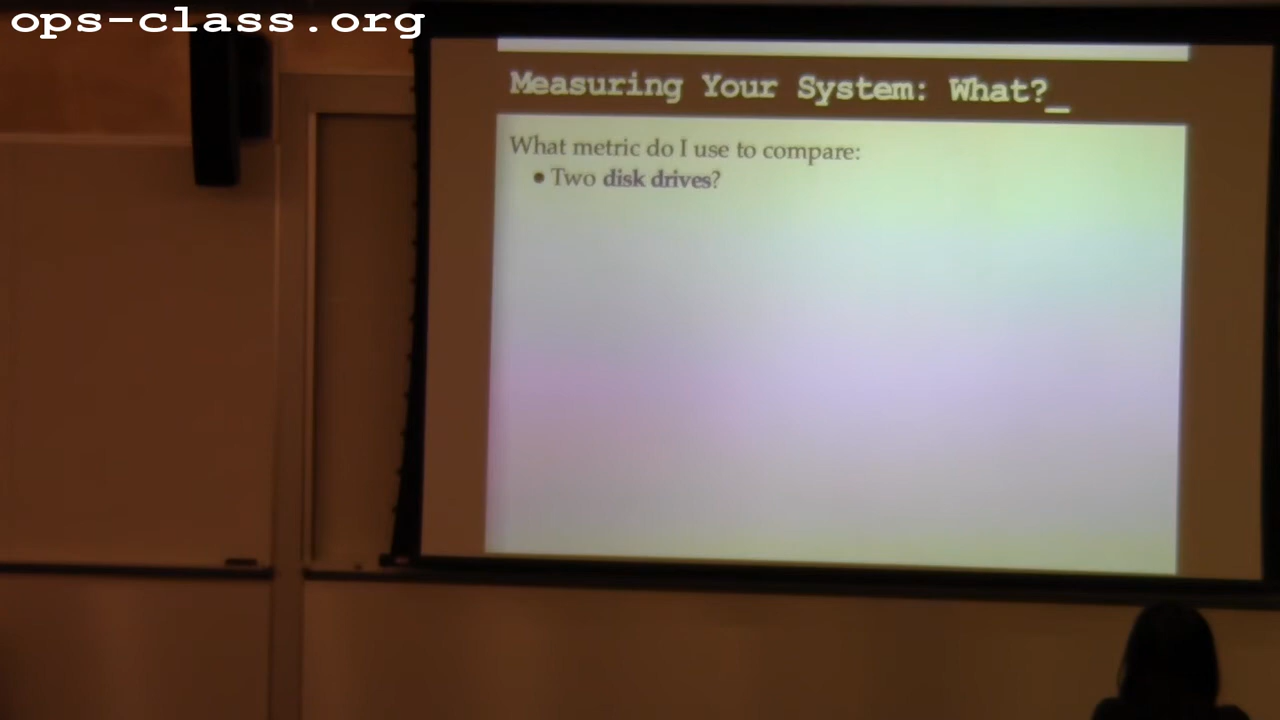 ops-class.org
Measuring Your System: What?_
What metric do I use to compare:
• Two disk drives?